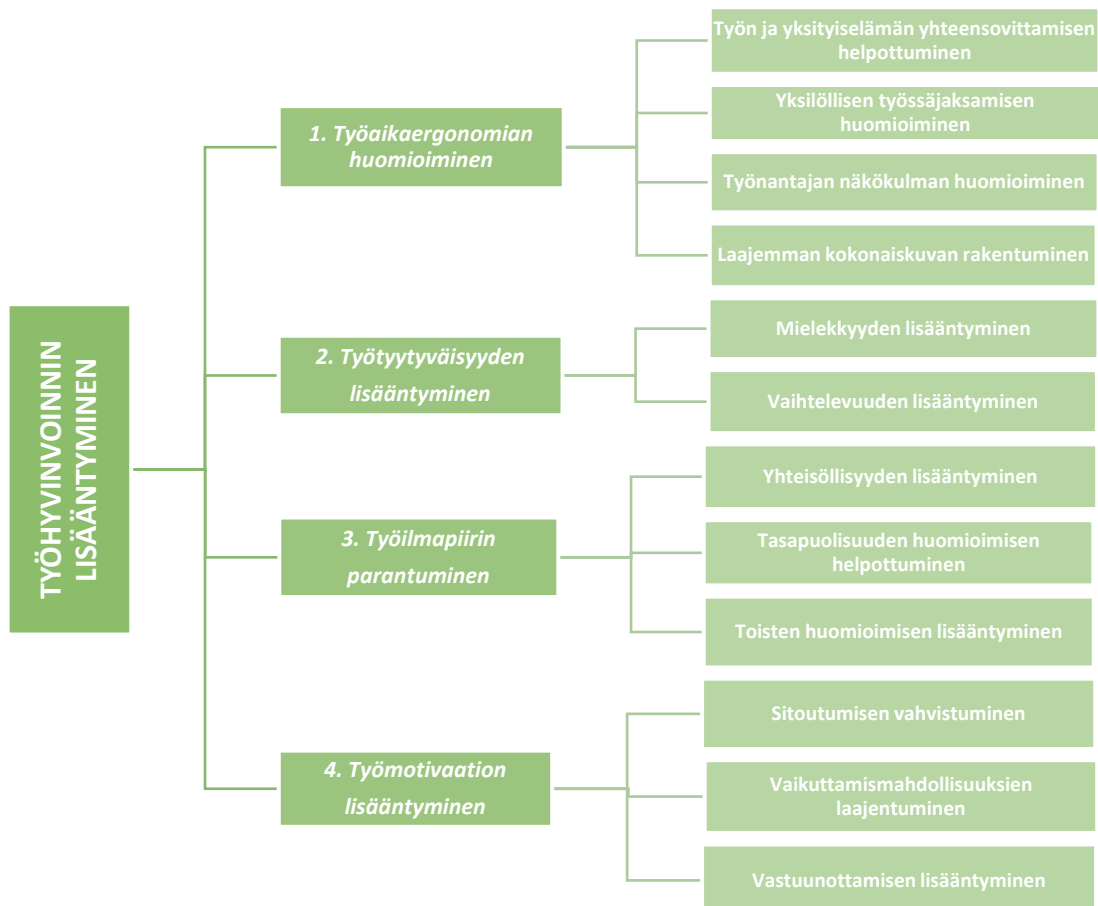 TYÖHYVINVOINNIN
LISÄÄNTYMINEN
1. Työaikaergonomian
huomioiminen
Työn ja yksityiselämän yhteensovittamisen
helpottuminen
Yksilöllisen työssäjaksamisen
huomioiminen
Työnantajan näkökulman huomioiminen
Laajemman kokonaiskuvan rakentuminen
2. Työtyytyväisyyden
lisääntyminen
Mielekkyyden lisääntyminen
Vaihtelevuuden lisääntyminen
3. Työilmapiirin
parantuminen
Yhteisöllisyyden lisääntyminen
Tasapuolisuuden huomioimisen
helpottuminen
Toisten huomioimisen lisääntyminen
4. Työmotivaation
lisääntyminen
Sitoutumisen vahvistuminen
Vaikuttamismahdollisuuksien
laajentuminen
Vastuunottamisen lisääntyminen